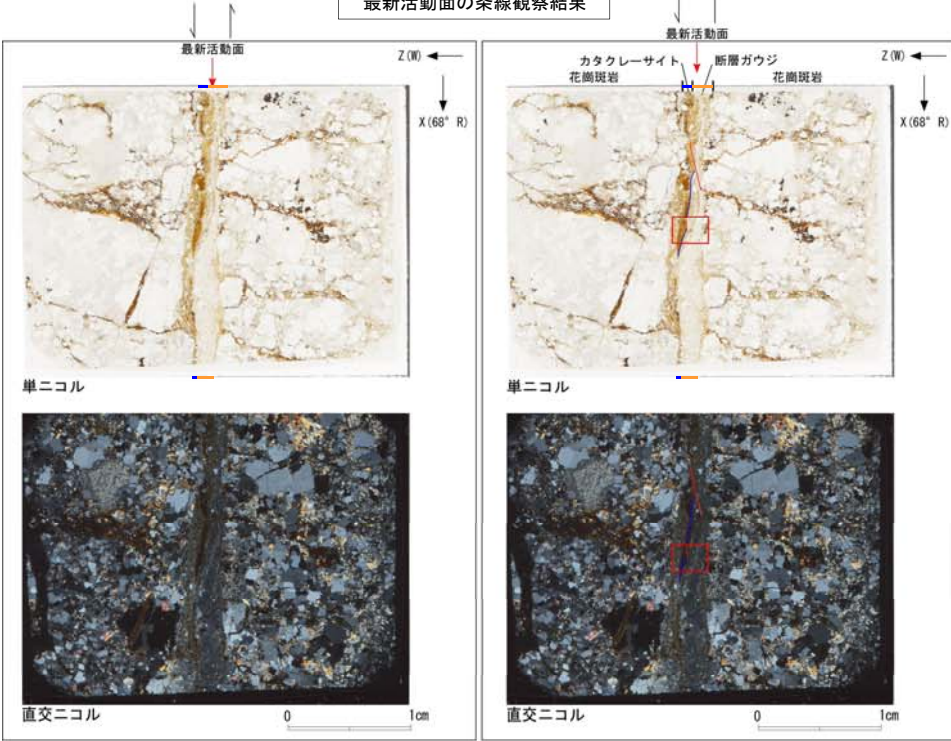 最新活動面の条線観察結果
最新活動面
Z(W)
X(68° R)
単ニコル
直交ニコル
0 1cm
最新活動面
カタクレーサイト
断層ガウジ
花崗斑岩
花崗斑岩
Z(W)
X(68° R)
単ニコル
直交ニコル
0 1cm